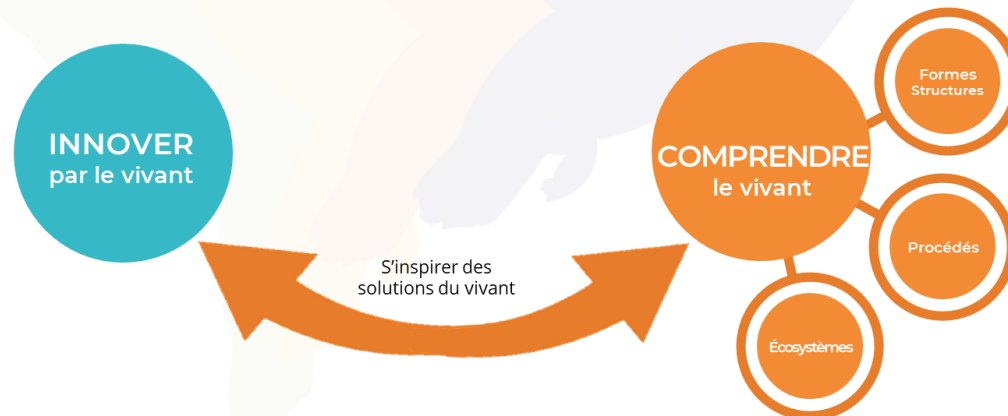 INNOVER
par le vivant
S'inspirer des
solutions du vivant
COMPRENDRE
le vivant
Formes
Structures
Procédés
Écosystèmes